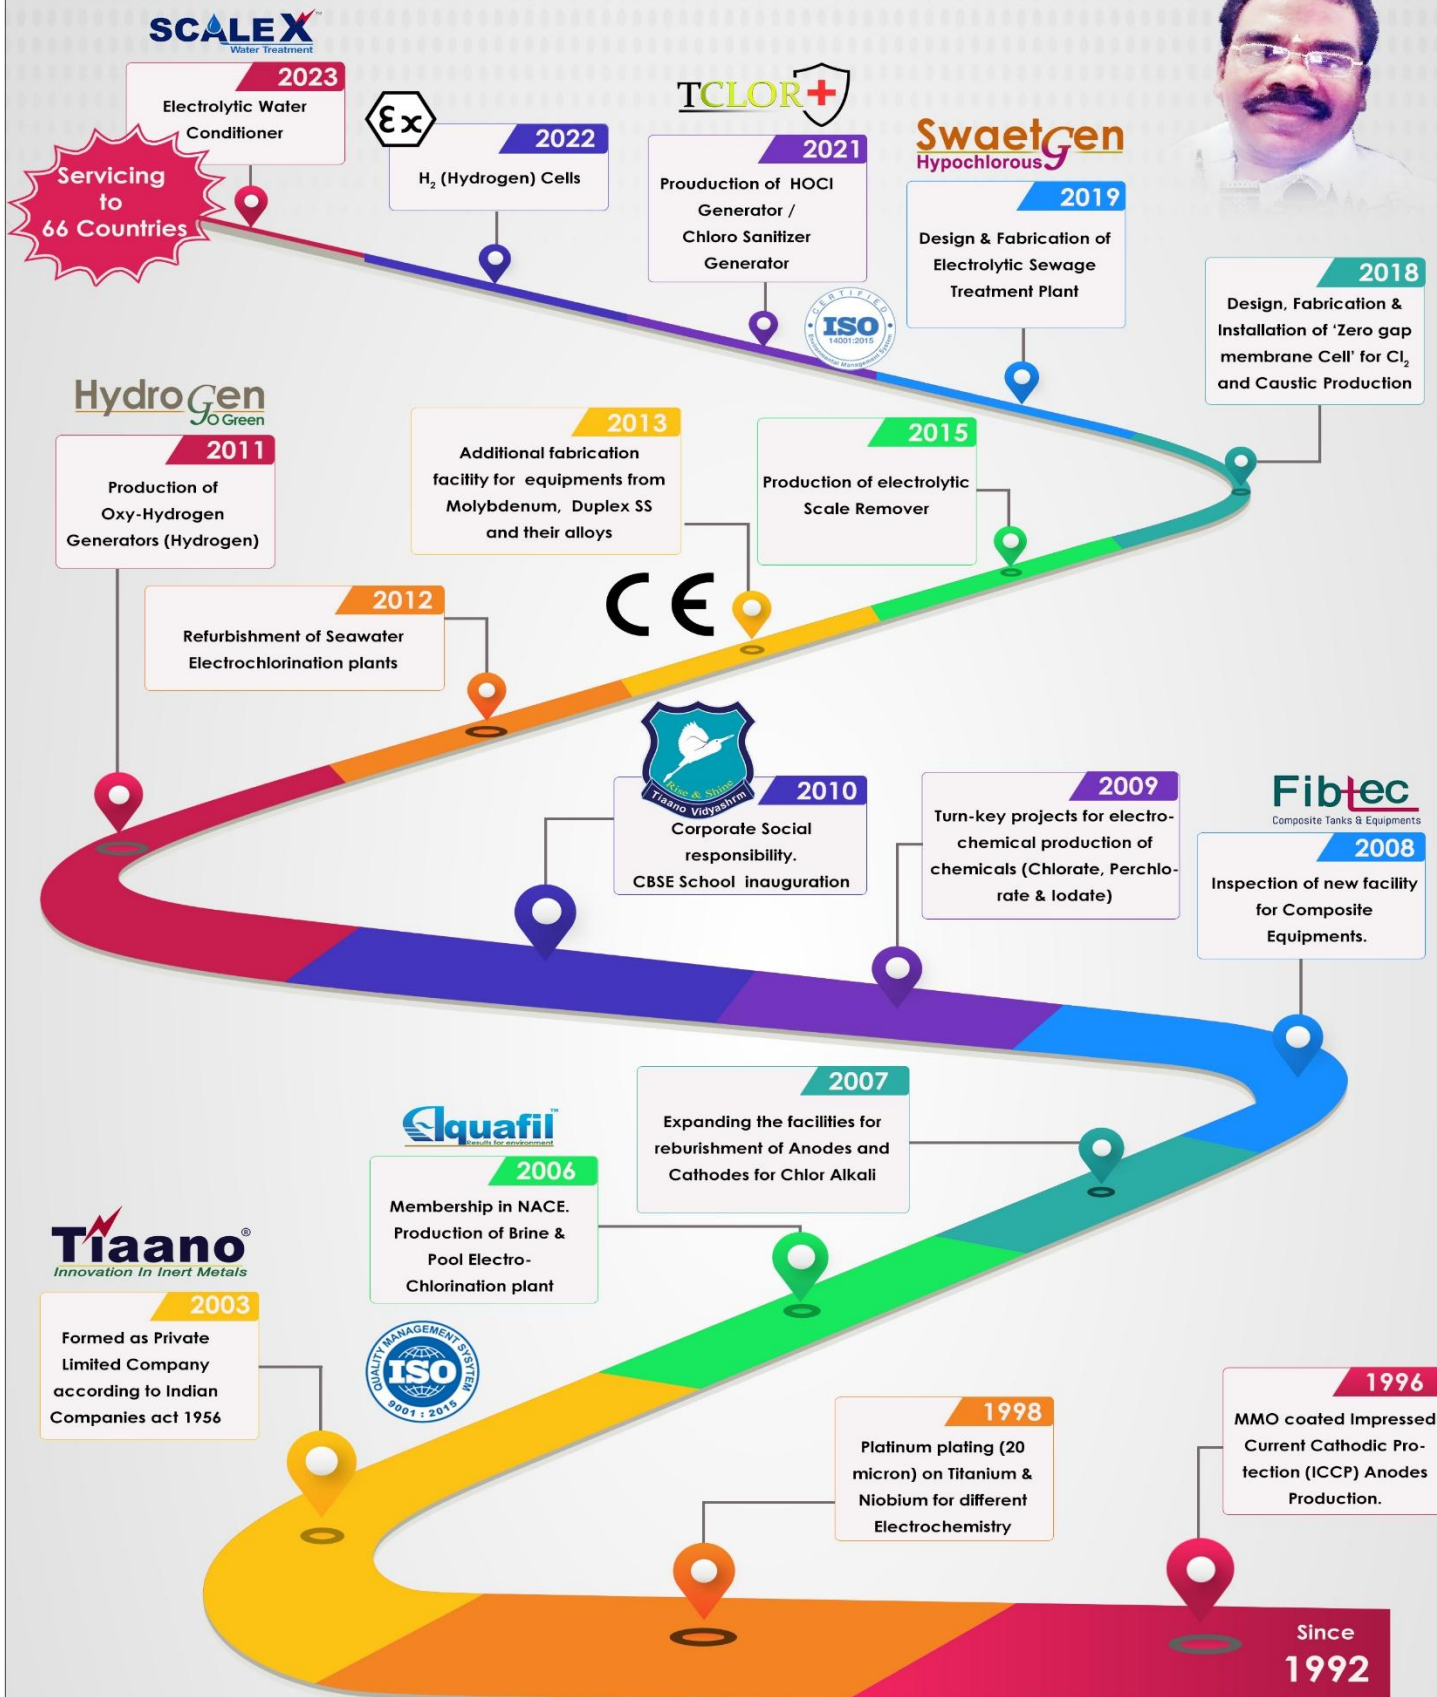 SCALEX
Water Treatment
2023
Electrolytic Water
Conditioner
Servicing
to
66 Countries
Ex
2022
H₂ (Hydrogen) Cells
TCLOR
2021
Prouduction of HOCl
Generator /
Chloro Sanitizer
Generator
CERTIFIED
ISO
14001:2015
Environmental Management System
Swaetgen
Hypochlorous
2019
Design & Fabrication of
Electrolytic Sewage
Treatment Plant
2018
Design, Fabrication &
Installation of ‘Zero gap
membrane Cell’ for Cl₂
and Caustic Production
HydroGen
GO Green
2011
Production of
Oxy-Hydrogen
Generators (Hydrogen)
2013
Additional fabrication
facitity for equipments from
Molybdenum, Duplex SS
and their alloys
2015
Production of electrolytic
Scale Remover
2012
Refurbishment of Seawater
Electrochlorination plants
CE
Rise & Shine
Tiaano Vidyashrm
2010
Corporate Social
responsibility.
CBSE School inauguration
2009
Turn-key projects for electro-
chemical production of
chemicals (Chlorate, Perchlo-
rate & Iodate)
Fibtec
Composite Tanks & Equipments
2008
Inspection of new facility
for Composite
Equipments.
2007
Expanding the facilities for
reburishment of Anodes and
Cathodes for Chlor Alkali
Elquafil™
Results for environment
2006
Membership in NACE.
Production of Brine &
Pool Electro-
Chlorination plant
Tiaano®
Innovation In Inert Metals
2003
Formed as Private
Limited Company
according to Indian
Companies act 1956
QUALITY MANAGEMENT SYSYTEM
ISO
9001 : 2015
1998
Platinum plating (20
micron) on Titanium &
Niobium for different
Electrochemistry
1996
MMO coated Impressed
Current Cathodic Pro-
tection (ICCP) Anodes
Production.
Since
1992